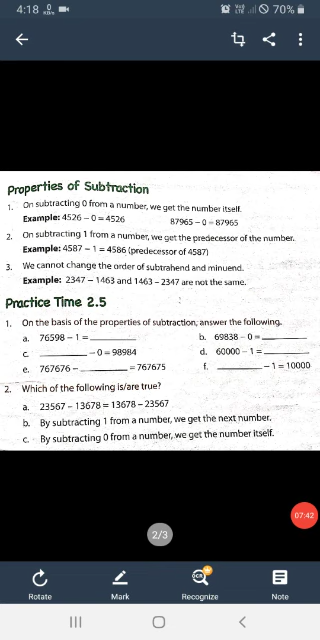 4:18 0 KB/s 70%
Properties of Subtraction
1. On subtracting 0 from a number, we get the number itself.
Example: 4526 – 0 = 4526 87965 – 0 = 87965
2. On subtracting 1 from a number, we get the predecessor of the number.
Example: 4587 – 1 = 4586 (predecessor of 4587)
3. We cannot change the order of subtrahend and minuend.
Example: 2347 – 1463 and 1463 – 2347 are not the same.
Practice Time 2.5
1. On the basis of the properties of subtraction, answer the following.
a. 76598 – 1 = ________ b. 69838 – 0 = ________
c. ________ – 0 = 98984 d. 60000 – 1 = ________
e. 767676 – ________ = 767675 f. ________ – 1 = 10000
2. Which of the following is/are true?
a. 23567 – 13678 = 13678 – 23567
b. By subtracting 1 from a number, we get the next number.
c. By subtracting 0 from a number, we get the number itself.
07:42
2/3
OCR
Rotate Mark Recognize Note